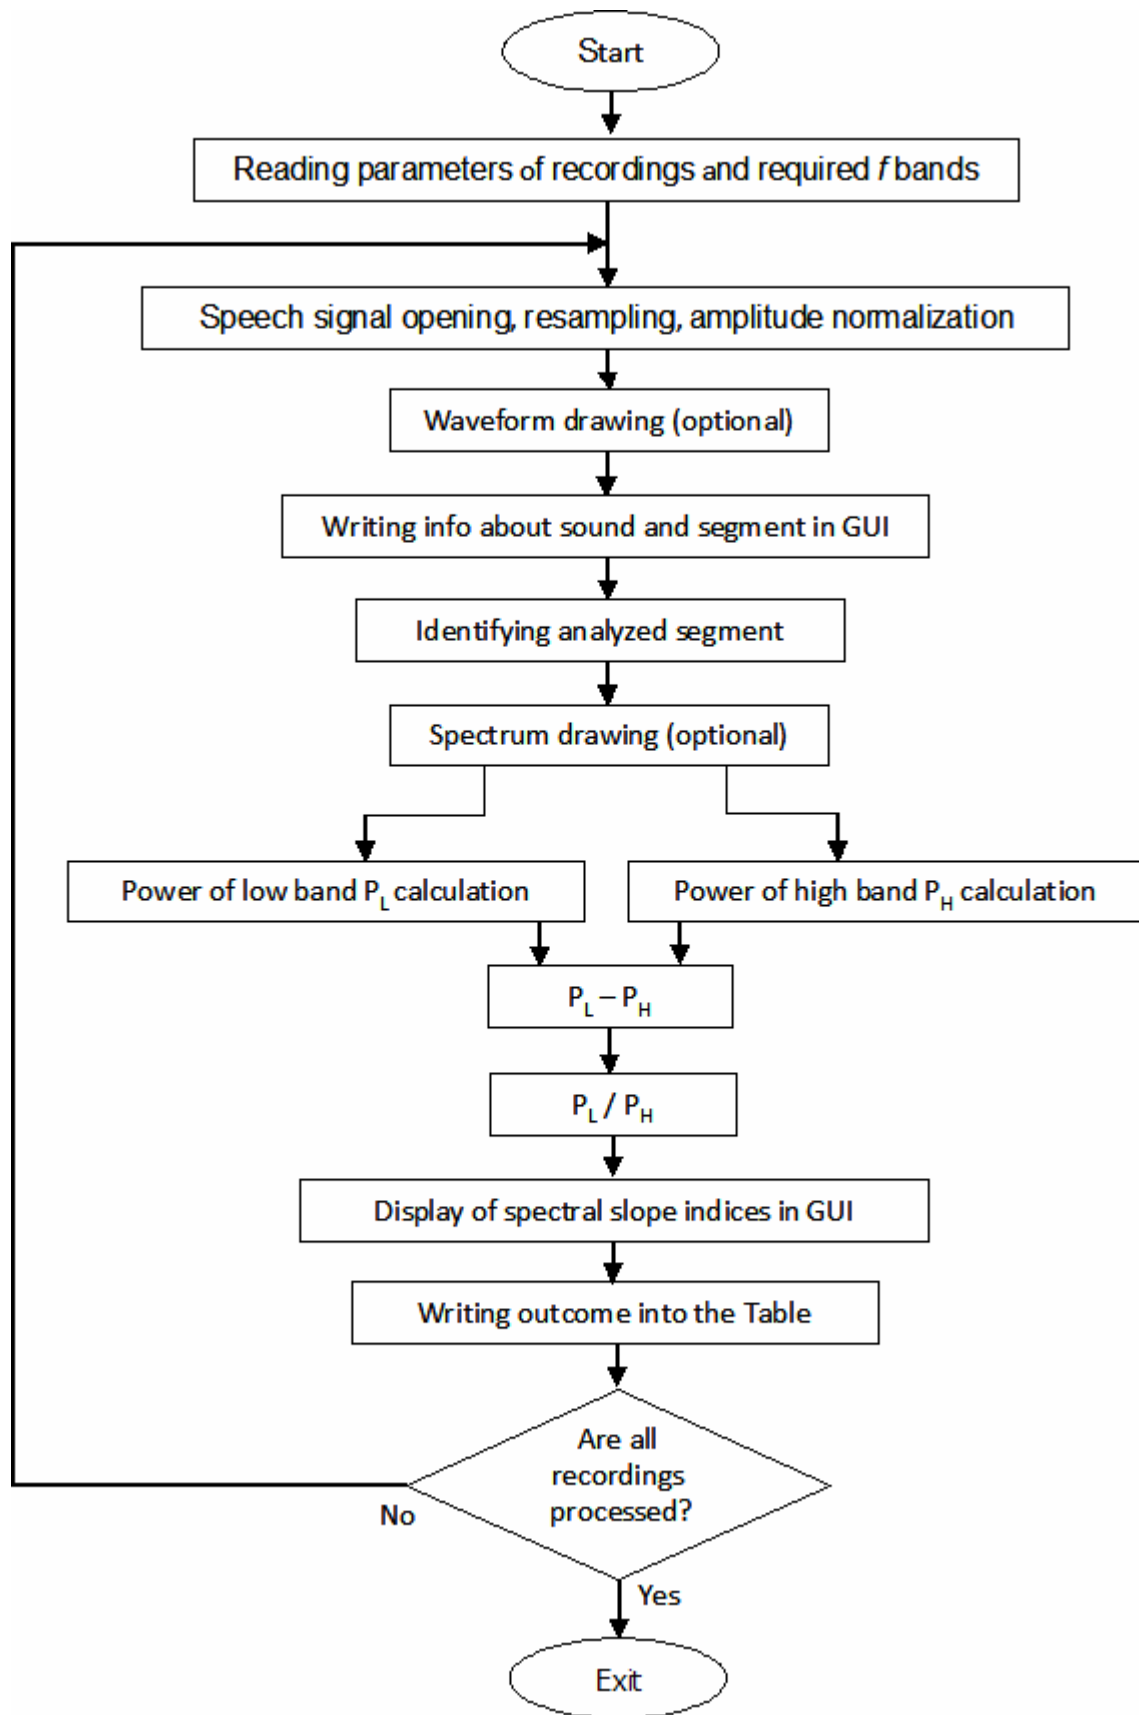 Start
Reading parameters of recordings and required f bands
Speech signal opening, resampling, amplitude normalization
Waveform drawing (optional)
Writing info about sound and segment in GUI
Identifying analyzed segment
Spectrum drawing (optional)
Power of low band PL calculation
Power of high band PH calculation
PL – PH
PL / PH
Display of spectral slope indices in GUI
Writing outcome into the Table
Are all
recordings
processed?
No
Yes
Exit